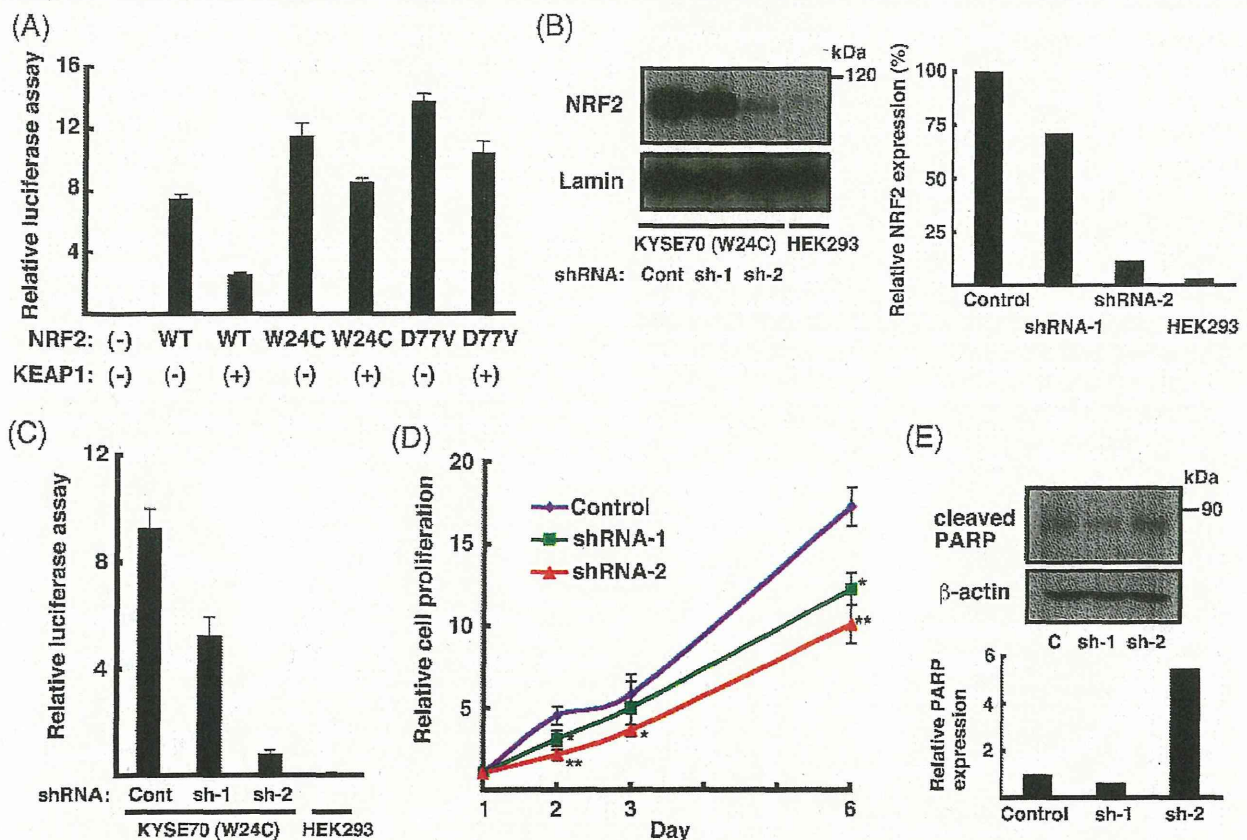 (A)
Relative luciferase assay
16
12
8
4
NRF2: (-) WT WT W24C W24C D77V D77V
KEAP1: (-) (-) (+) (-) (+) (-) (+)
(B)
kDa
120
NRF2
Lamin
KYSE70 (W24C) HEK293
shRNA: Cont sh-1 sh-2
Relative NRF2 expression (%)
100
75
50
25
Control shRNA-2
shRNA-1 HEK293
(C)
Relative luciferase assay
12
8
4
shRNA: Cont sh-1 sh-2
KYSE70 (W24C) HEK293
(D)
Relative cell proliferation
20
15
10
5
Control
shRNA-1
shRNA-2
*
**
*
*
**
1 2 3 6
Day
(E)
kDa
90
cleaved
PARP
β-actin
C sh-1 sh-2
Relative PARP
expression
6
4
2
Control sh-1 sh-2